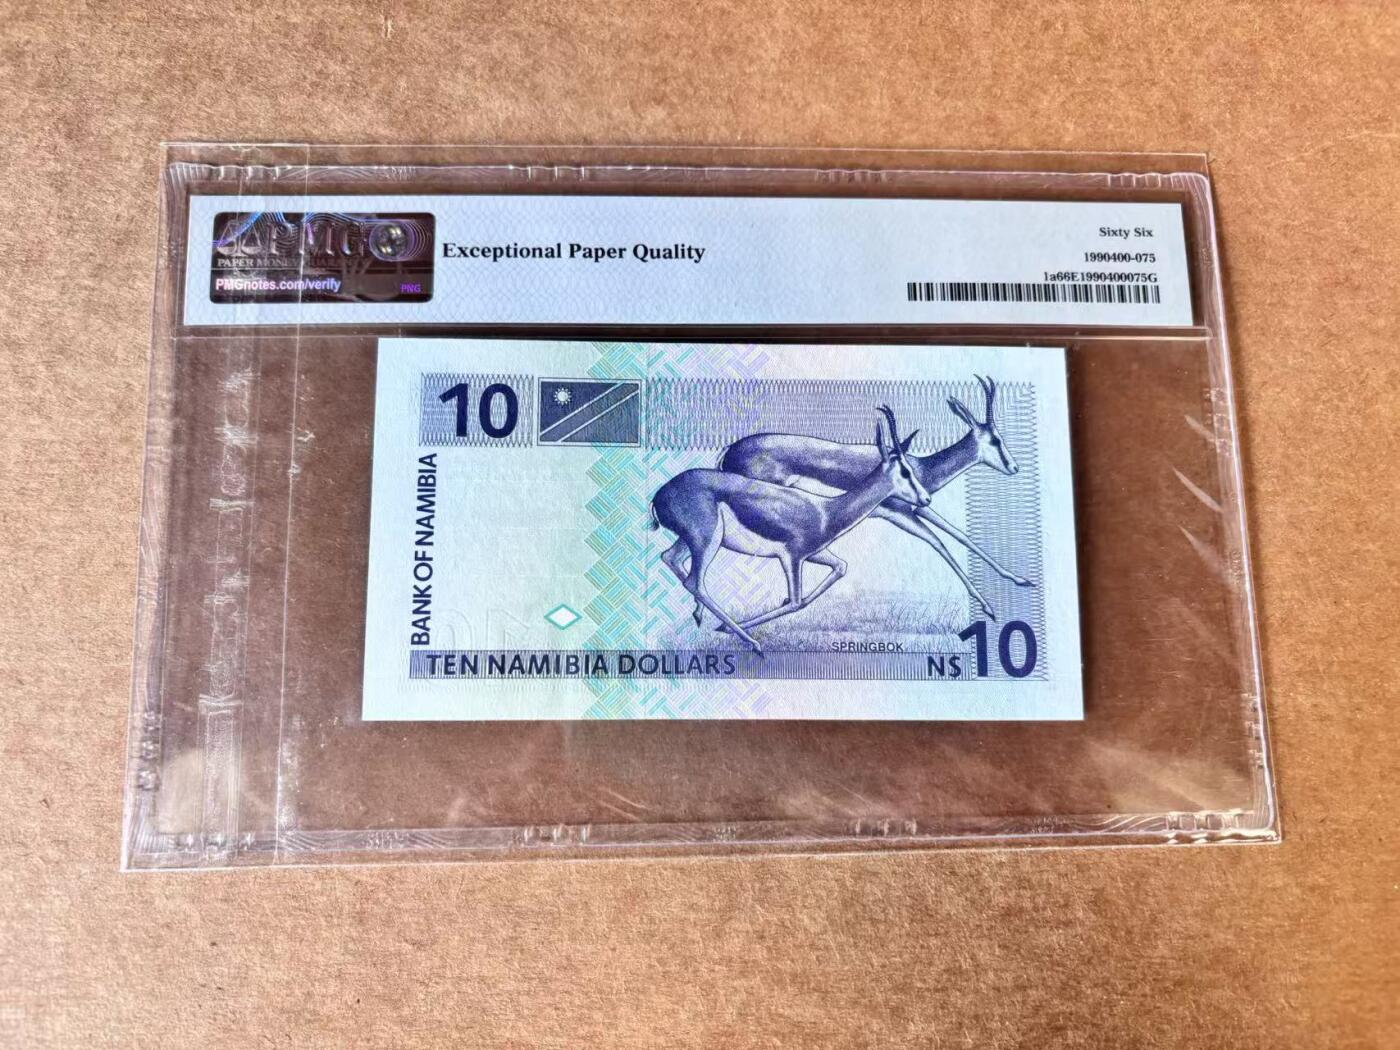 PMG
PAPER MONEY GUARANTY
PMGnotes.com/verify
PNG
Exceptional Paper Quality
Sixty Six
1990400-075
1a66E1990400075G
10
BANK OF NAMIBIA
SPRINGBOK
TEN NAMIBIA DOLLARS
N$10